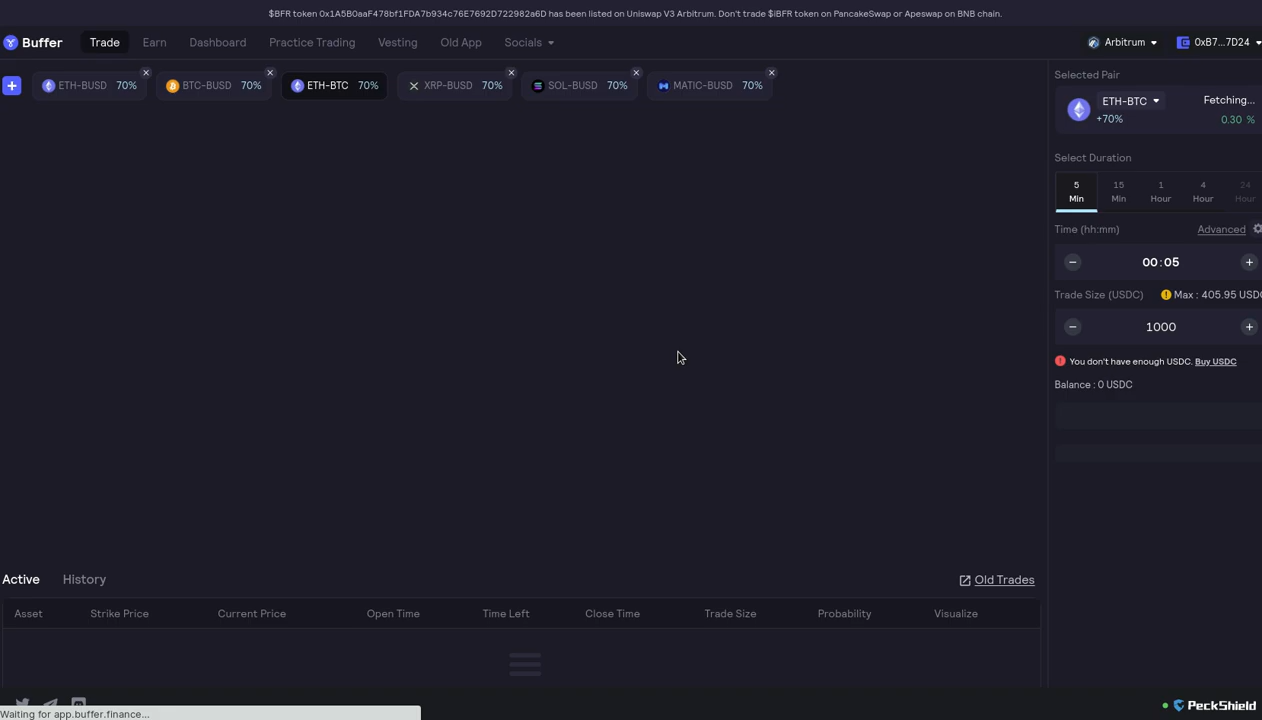 $BFR token 0x1A5B0aaF478bf1FDA7b934c76E7692D722982a6D has been listed on Uniswap V3 Arbitrum. Don't trade $iBFR token on PancakeSwap or Apeswap on BNB chain.
Buffer Trade Earn Dashboard Practice Trading Vesting Old App Socials Arbitrum 0xB7...7D24
ETH-BUSD 70% BTC-BUSD 70% ETH-BTC 70% XRP-BUSD 70% SOL-BUSD 70% MATIC-BUSD 70%
Selected Pair
ETH-BTC Fetching...
+70% 0.30 %
Select Duration
5 Min 15 Min 1 Hour 4 Hour 24 Hour
Time (hh:mm) Advanced
00:05
Trade Size (USDC) Max : 405.95 USDC
1000
You don't have enough USDC. Buy USDC
Balance : 0 USDC
Active History Old Trades
Asset Strike Price Current Price Open Time Time Left Close Time Trade Size Probability Visualize
PeckShield
Waiting for app.buffer.finance...